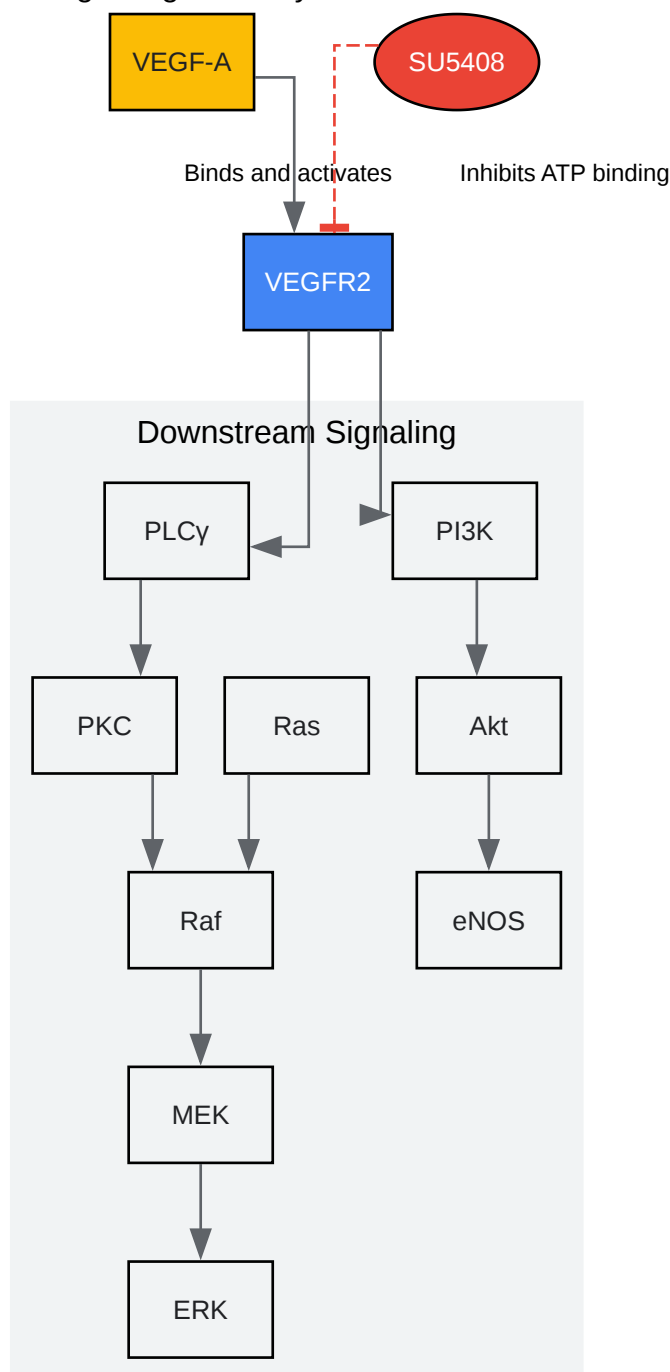 VEGF-A
SU5408
Binds and activates
Inhibits ATP binding
VEGFR2
Downstream Signaling
PLCγ
PI3K
PKC
Ras
Akt
Raf
eNOS
MEK
ERK